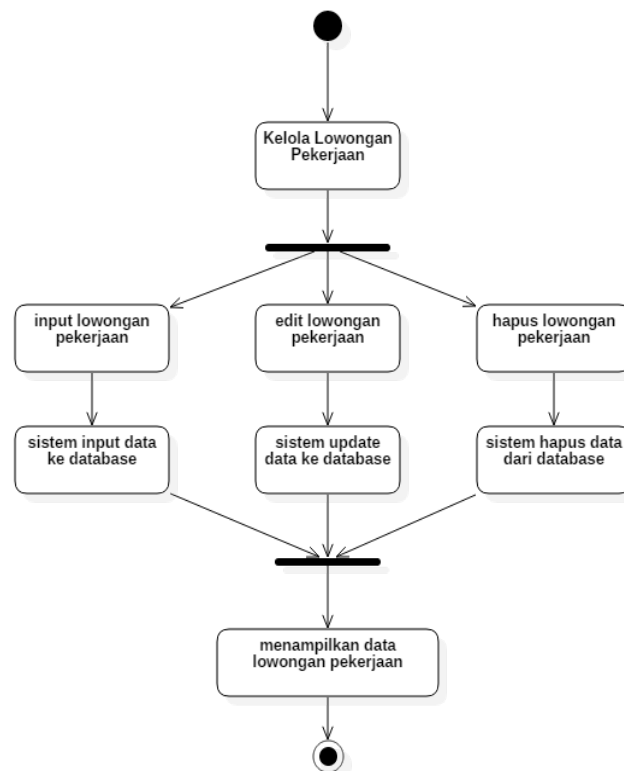 Kelola Lowongan
Pekerjaan
input lowongan
pekerjaan
edit lowongan
pekerjaan
hapus lowongan
pekerjaan
sistem input data
ke database
sistem update
data ke database
sistem hapus data
dari database
menampilkan data
lowongan pekerjaan